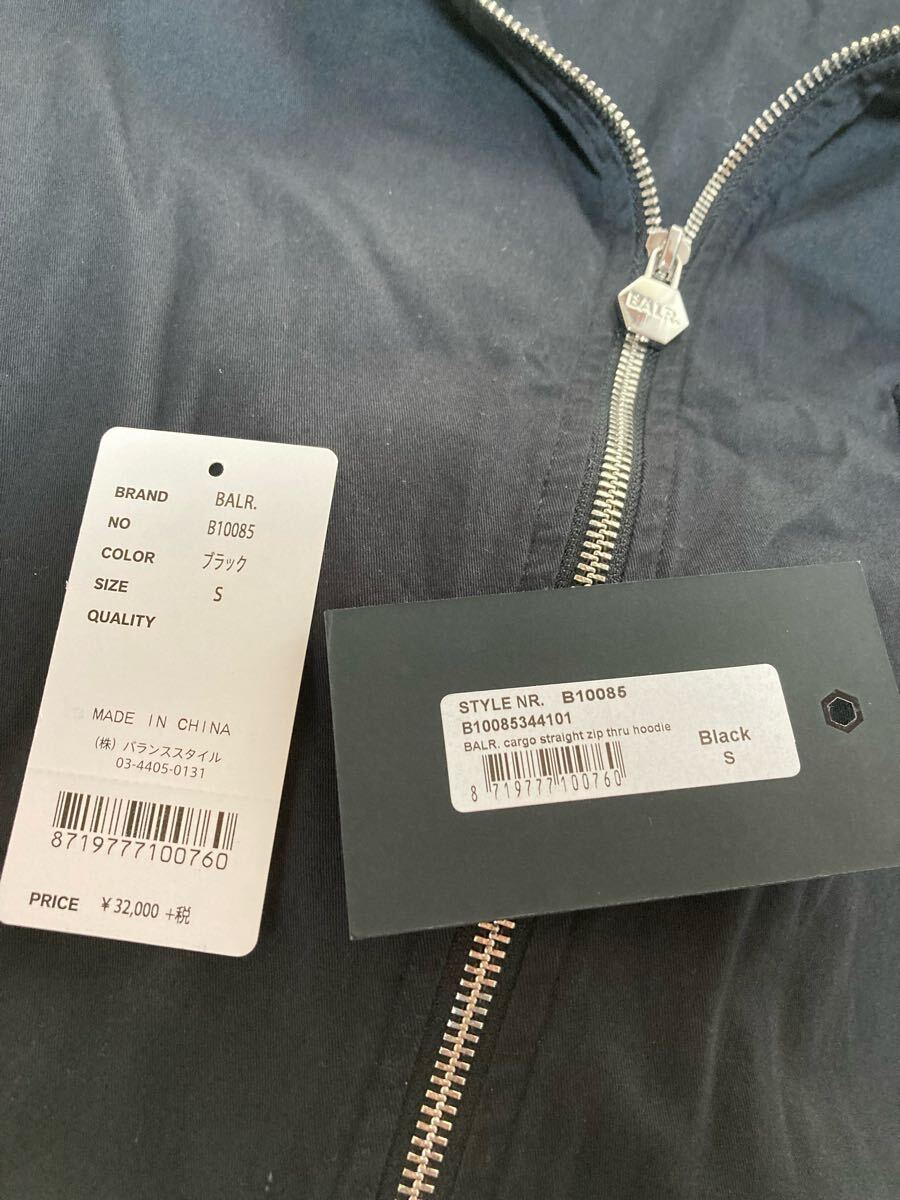 BALR.
BRAND BALR.
NO B10085
COLOR ブラック
SIZE S
QUALITY
MADE IN CHINA
(株) バランススタイル
03-4405-0131
8719777100760
PRICE ¥32,000 +税
STYLE NR. B10085
B10085344101
BALR. cargo straight zip thru hoodie
Black
S
8 719777 100760